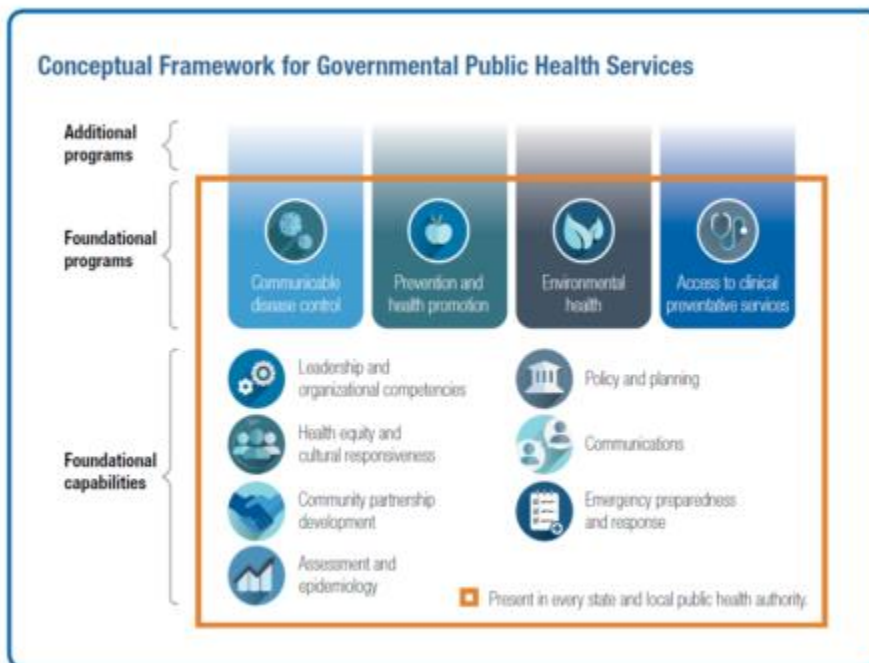 Conceptual Framework for Governmental Public Health Services
Additional
programs
Foundational
programs
Communicable
disease control
Prevention and
health promotion
Environmental
health
Access to clinical
preventative services
Foundational
capabilities
Leadership and
organizational competencies
Health equity and
cultural responsiveness
Community partnership
development
Assessment and
epidemiology
Policy and planning
Communications
Emergency preparedness
and response
Present in every state and local public health authority.